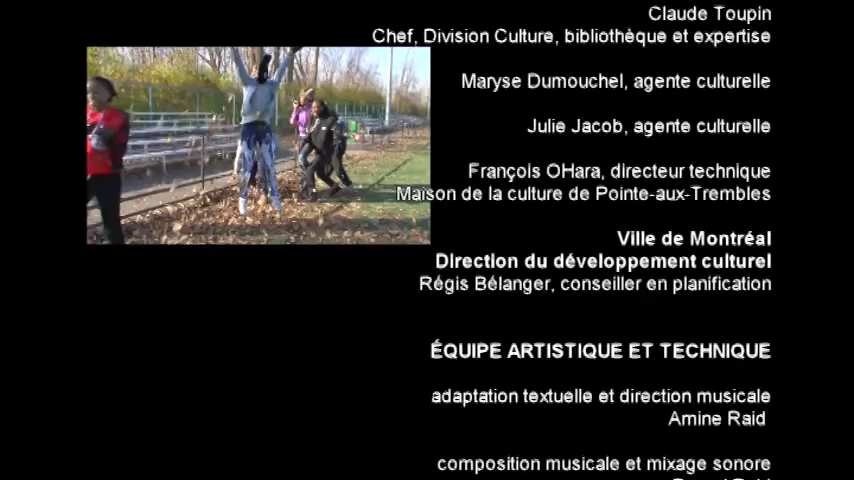 Claude Toupin
Chef, Division Culture, bibliothèque et expertise
Maryse Dumouchel, agente culturelle
Julie Jacob, agente culturelle
François OHara, directeur technique
Maison de la culture de Pointe-aux-Trembles
Ville de Montréal
Direction du développement culturel
Régis Bélanger, conseiller en planification
ÉQUIPE ARTISTIQUE ET TECHNIQUE
adaptation textuelle et direction musicale
Amine Raid
composition musicale et mixage sonore